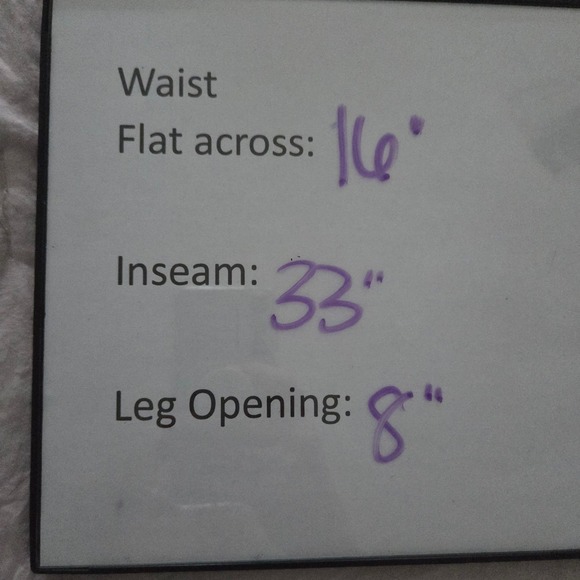 Waist
Flat across: 16"
Inseam: 33"
Leg Opening: 8"